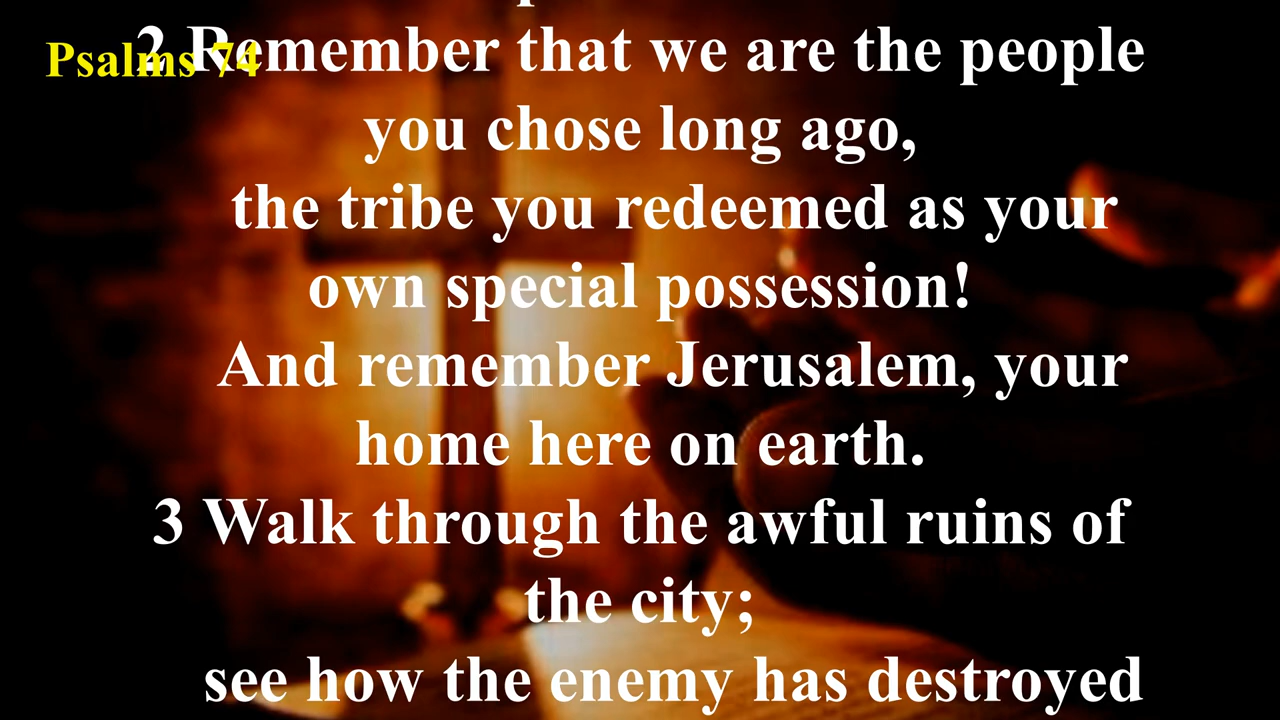 Psalms 74
2 Remember that we are the people
you chose long ago,
the tribe you redeemed as your
own special possession!
And remember Jerusalem, your
home here on earth.
3 Walk through the awful ruins of
the city;
see how the enemy has destroyed